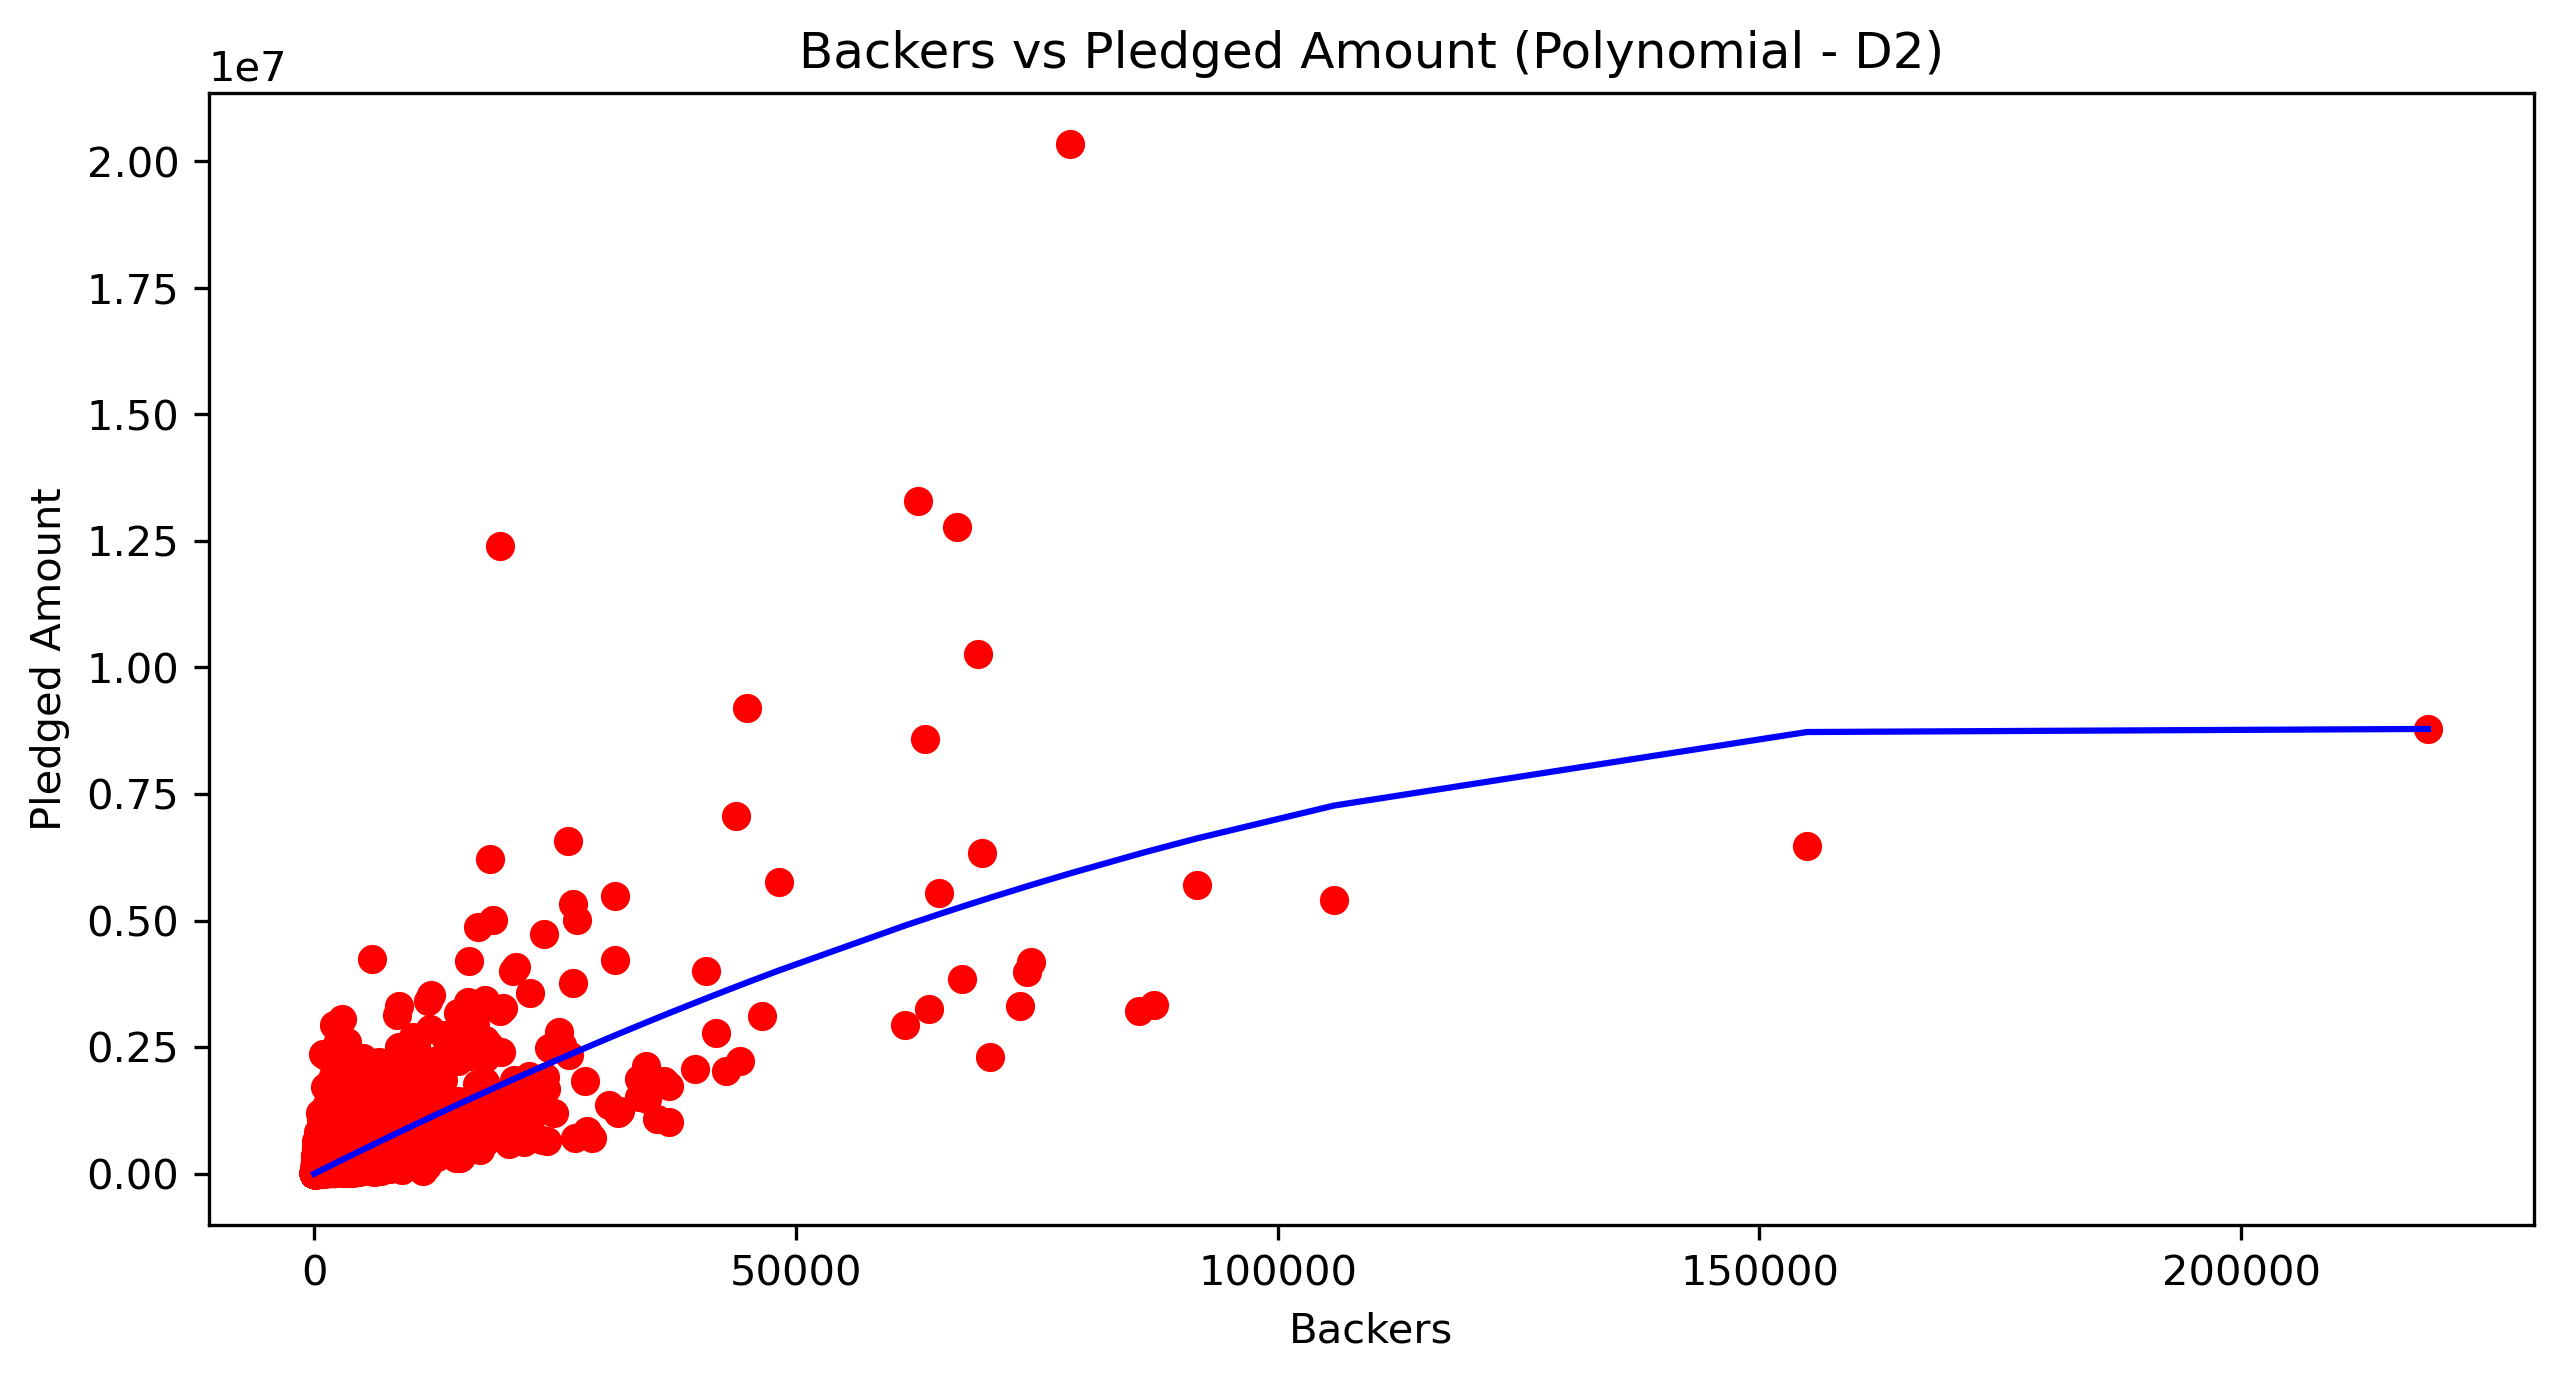 Backers vs Pledged Amount (Polynomial - D2)
1e7
2.00
1.75
1.50
1.25
1.00
0.75
0.50
0.25
0.00
Pledged Amount
0 50000 100000 150000 200000
Backers